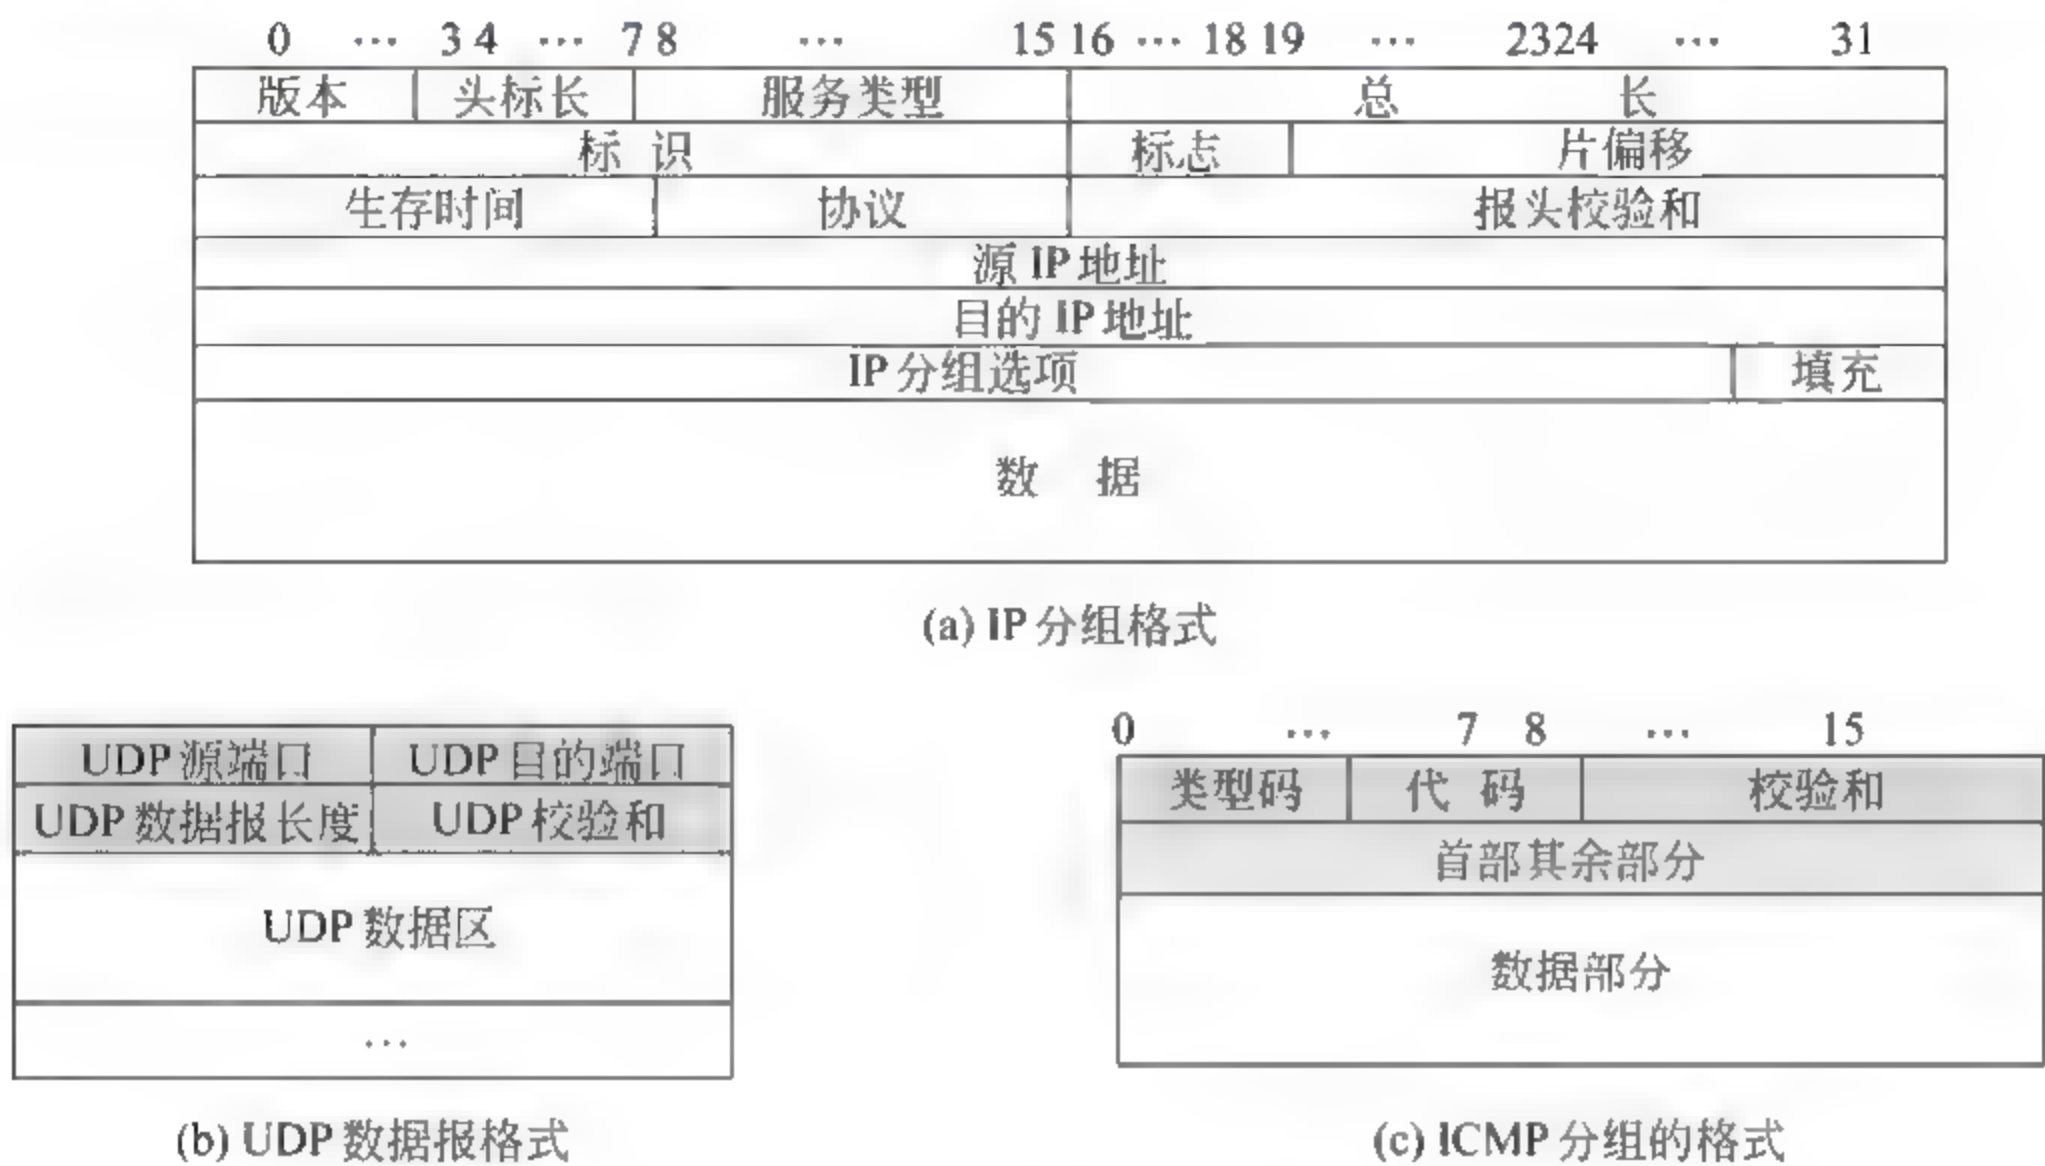 0 … 3 4 … 7 8 … 15 16 … 18 19 … 2324 … 31
版本 头标长 服务类型 总 长
标 识 标志 片偏移
生存时间 协议 报头校验和
源 IP 地址
目的 IP 地址
IP 分组选项 填充
数 据
(a) IP 分组格式
UDP 源端口 UDP 目的端口
UDP 数据报长度 UDP 校验和
UDP 数据区
…
(b) UDP 数据报格式
0 … 7 8 … 15
类型码 代 码 校验和
首部其余部分
数据部分
(c) ICMP 分组的格式